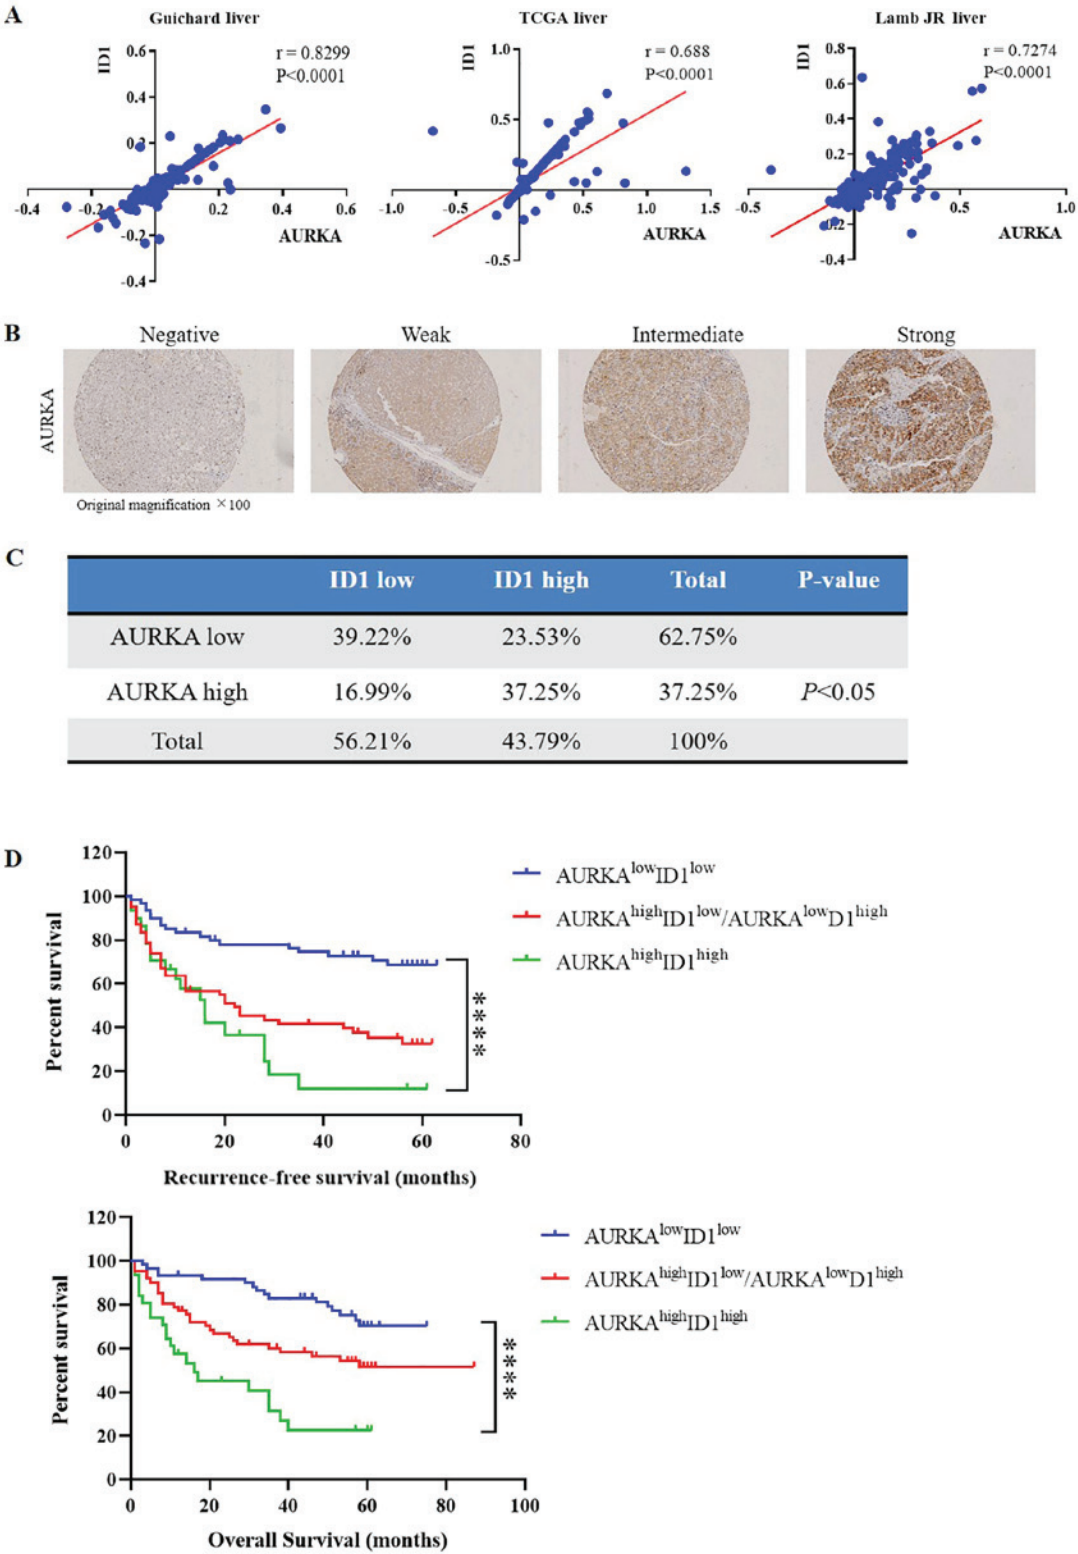 A
Guichard liver
TCGA liver
Lamb JR liver
ID1
0.6
0.4
0.2
-0.2
-0.4
-0.4
-0.2
0.2
0.4
0.6
r = 0.8299
P<0.0001
AURKA
ID1
1.0
0.5
-0.5
-1.0
-0.5
0.5
1.0
1.5
r = 0.688
P<0.0001
AURKA
ID1
0.8
0.6
0.4
0.2
-0.2
-0.4
-0.5
0.5
1.0
r = 0.7274
P<0.0001
AURKA
B
Negative
Weak
Intermediate
Strong
AURKA
Original magnification ×100
C
ID1 low ID1 high Total P-value
AURKA low 39.22% 23.53% 62.75%
AURKA high 16.99% 37.25% 37.25% P<0.05
Total 56.21% 43.79% 100%
D
Percent survival
120
100
80
60
40
20
0
0 20 40 60 80
Recurrence-free survival (months)
AURKAlowID1low
AURKAhighID1low/AURKAlowD1high
AURKAhighID1high
****
Percent survival
120
100
80
60
40
20
0
0 20 40 60 80 100
Overall Survival (months)
AURKAlowID1low
AURKAhighID1low/AURKAlowD1high
AURKAhighID1high
****